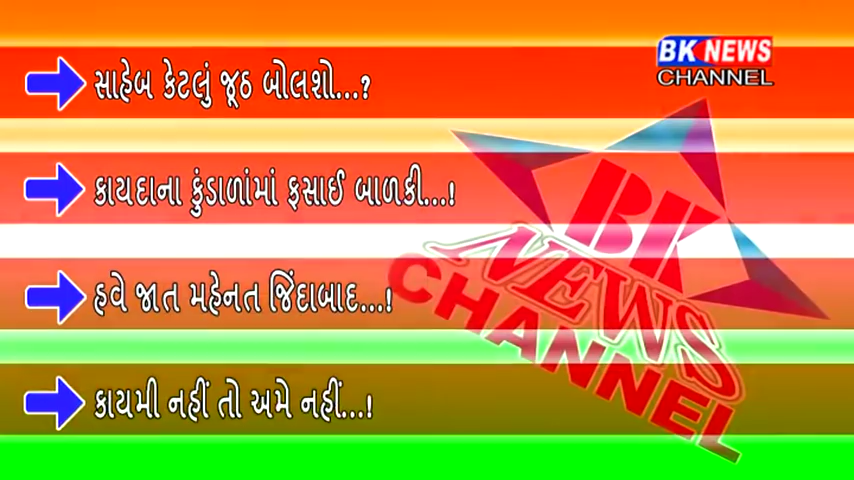 BK NEWS
CHANNEL
સાહેબ કેટલું જૂઠ બોલશો...?
કાયદાના કુંડાળાંમાં ફસાઈ બાળકી...!
હવે જાત મહેનત જિંદાબાદ...!
કાયમી નહીં તો અમે નહીં...!
BK
NEWS
CHANNEL